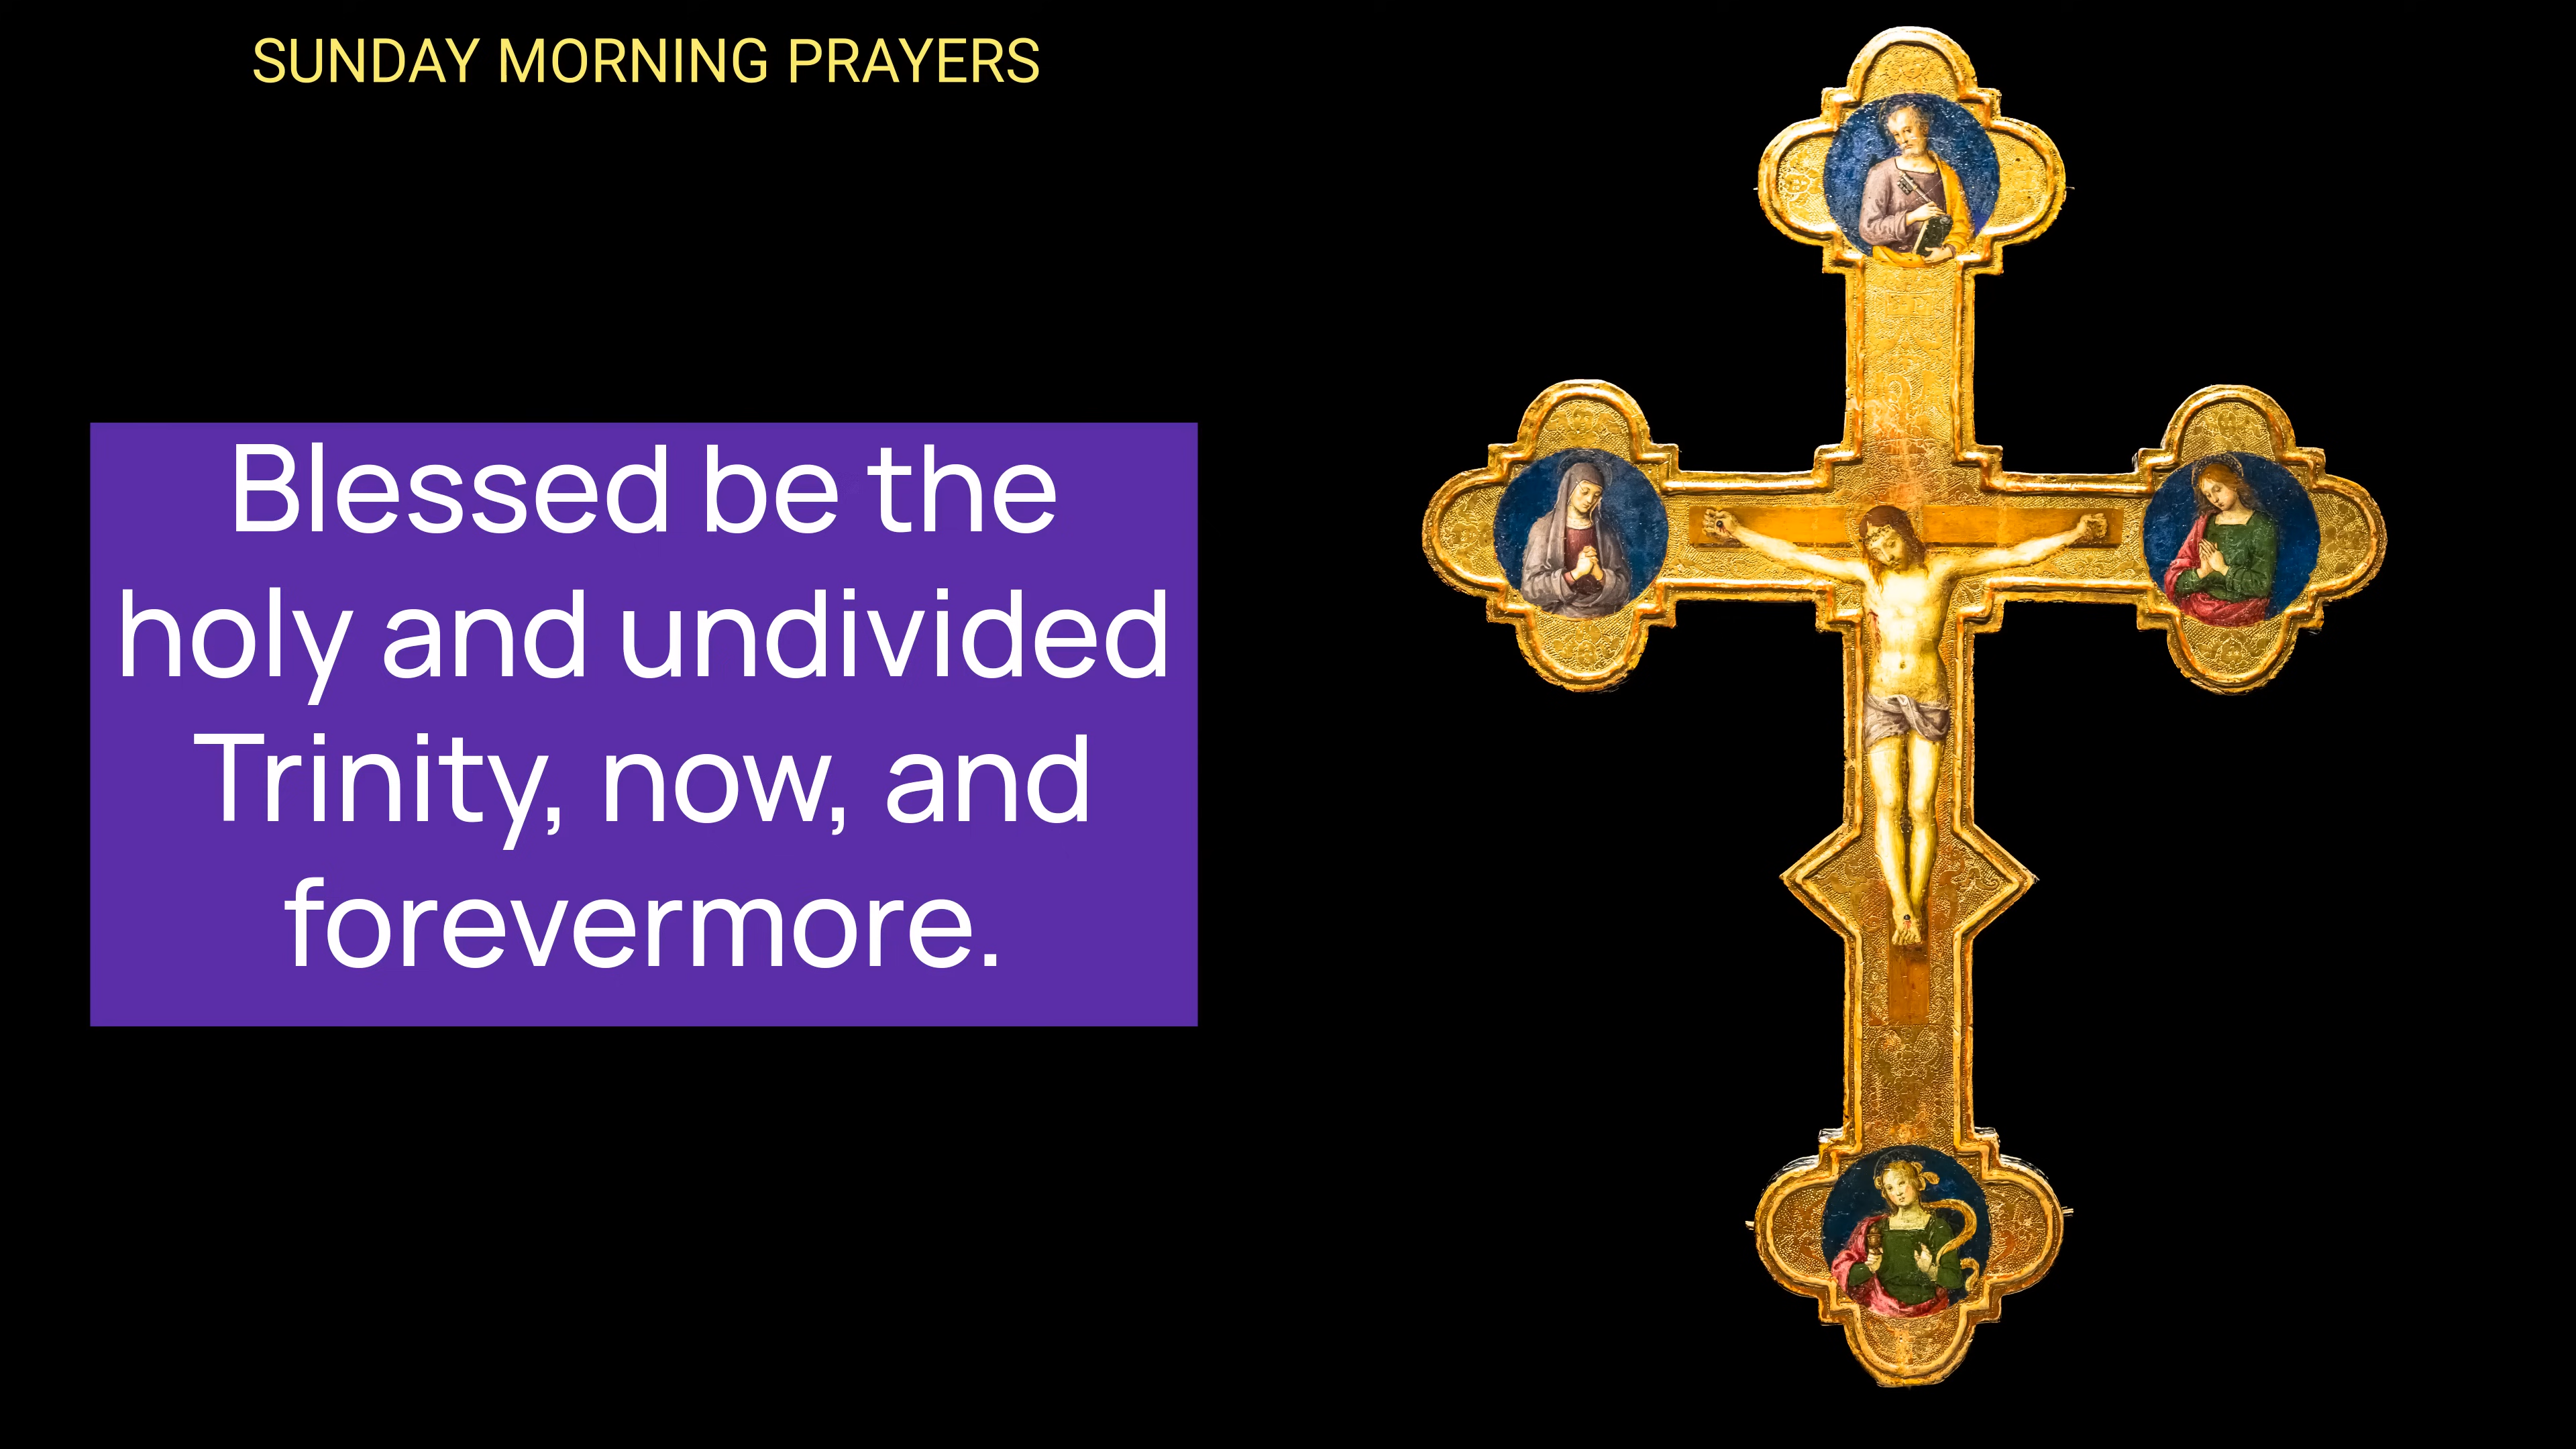 SUNDAY MORNING PRAYERS
Blessed be the
holy and undivided
Trinity, now, and
forevermore.